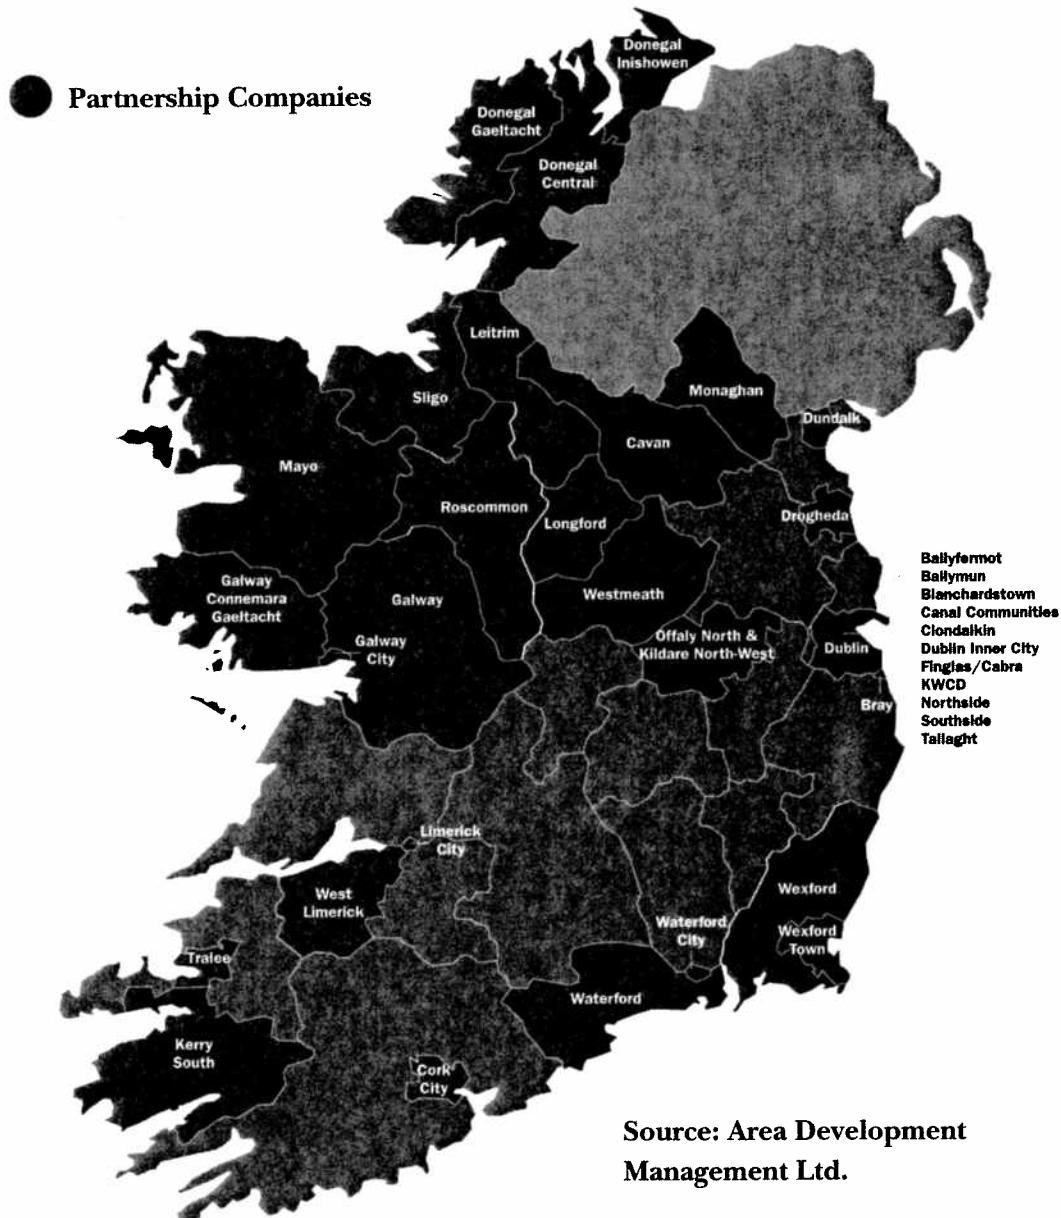 Donegal
Inishowen
Partnership Companies
Donegal
Gaeltacht
Donegal
Central
Leitrim
Monaghan
Sligo
Dundalk
Cavan
Mayo
Roscommon
Longford
Drogheda
Galway
Connemara
Gaeltacht
Galway
Westmeath
Galway
City
Offaly North &
Kildare North-West
Dublin
Bray
Ballyfermot
Ballymun
Blanchardstown
Canal Communities
Clondalkin
Dublin Inner City
Finglas/Cabra
KWCD
Northside
Southside
Tallaght
Limerick
City
West
Limerick
Wexford
Waterford
City
Wexford
Town
Tralee
Waterford
Kerry
South
Cork
City
Source: Area Development
Management Ltd.